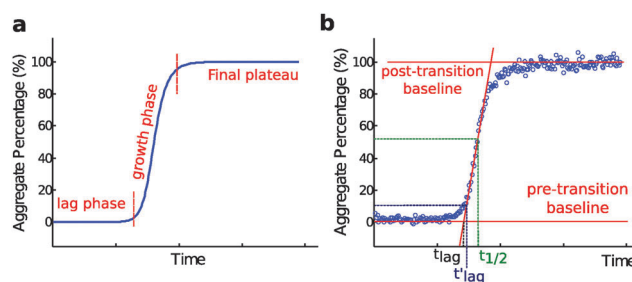 a
Aggregate Percentage (%)
100
80
60
40
20
0
lag phase
growth phase
Final plateau
Time
b
Aggregate Percentage (%)
100
80
60
40
20
0
post-transition
baseline
pre-transition
baseline
tlag
t'lag
t1/2
Time